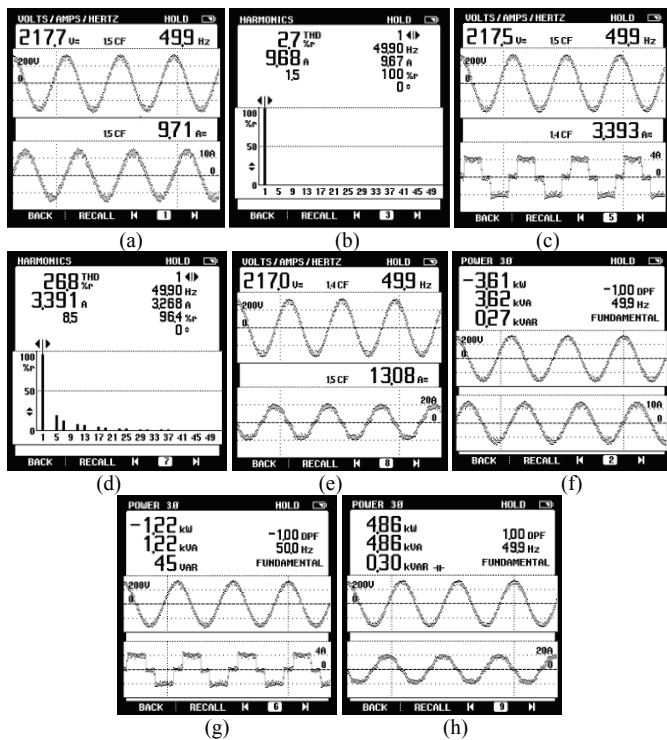 VOLTS/AMPS/HERTZ HOLD
217.7 V≂ 1.5 CF 49.9 Hz
200V
0
1.5 CF 9.71 A≂
10A
0
BACK RECALL 1
(a)
HARMONICS HOLD
2.7 THD %r 1
49.90 Hz
9.68 A 9.67 A
1.5 100 %r
0 °
100
%r
50
0
1 5 9 13 17 21 25 29 33 37 41 45 49
BACK RECALL 3
(b)
VOLTS/AMPS/HERTZ HOLD
217.5 V≂ 1.5 CF 49.9 Hz
200V
0
1.4 CF 3.393 A≂
4A
0
BACK RECALL 5
(c)
HARMONICS HOLD
26.8 THD %r 1
49.90 Hz
3.391 A 3.268 A
8.5 96.4 %r
0 °
100
%r
50
0
1 5 9 13 17 21 25 29 33 37 41 45 49
BACK RECALL 7
(d)
VOLTS/AMPS/HERTZ HOLD
217.0 V≂ 1.4 CF 49.9 Hz
200V
0
1.5 CF 13.08 A≂
20A
0
BACK RECALL 8
(e)
POWER 3.0 HOLD
-3.61 kW
-1.00 DPF
3.62 kVA 49.9 Hz
0.27 kVAR FUNDAMENTAL
200V
0
10A
0
BACK RECALL 2
(f)
POWER 3.0 HOLD
-1.22 kW
-1.00 DPF
1.22 kVA 50.0 Hz
45 VAR FUNDAMENTAL
200V
0
4A
0
BACK RECALL 6
(g)
POWER 3.0 HOLD
4.86 kW
1.00 DPF
4.86 kVA 49.9 Hz
0.30 kVAR FUNDAMENTAL
200V
0
20A
0
BACK RECALL 9
(h)